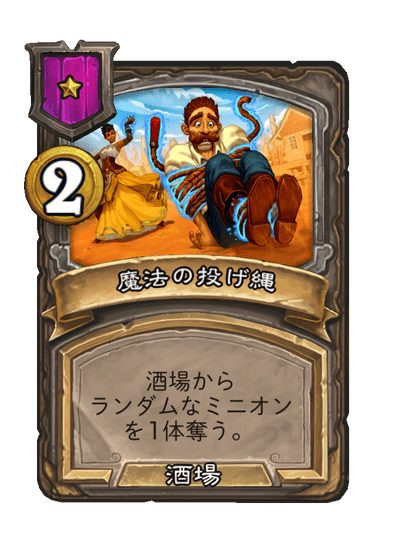 2
魔法の投げ縄
酒場から
ランダムなミニオン
を1体奪う。
酒場